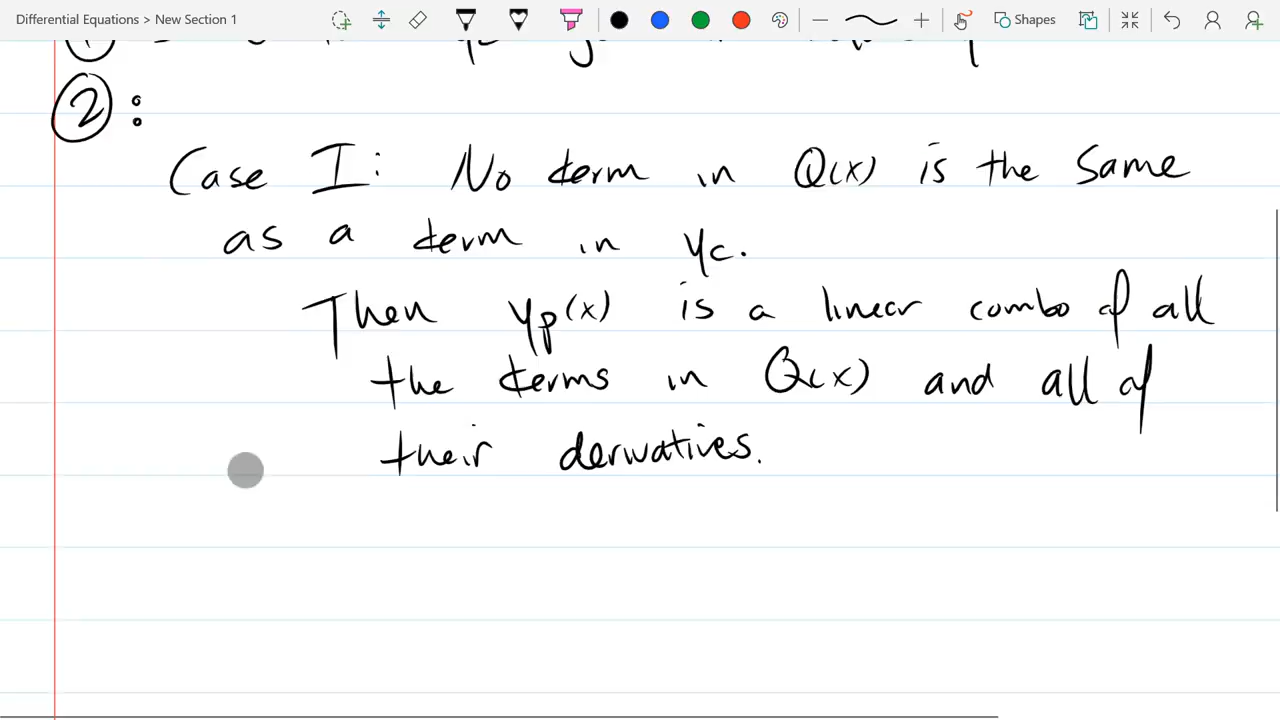 Differential Equations > New Section 1
Shapes
② :
Case I: No term in Q(x) is the same
as a term in yc.
Then yp(x) is a linear combo of all
the terms in Q(x) and all of
their derivatives.